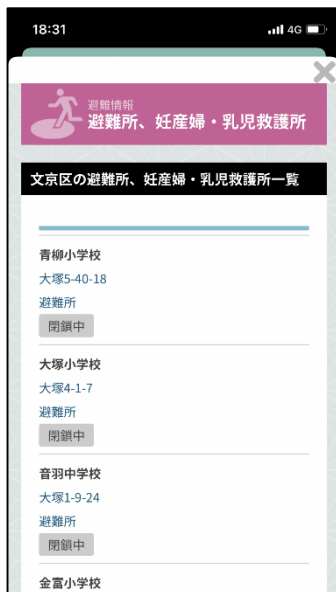 18:31
4G
避難情報
避難所、妊産婦・乳児救護所
文京区の避難所、妊産婦・乳児救護所一覧
青柳小学校
大塚5-40-18
避難所
閉鎖中
大塚小学校
大塚4-1-7
避難所
閉鎖中
音羽中学校
大塚1-9-24
避難所
閉鎖中
金富小学校